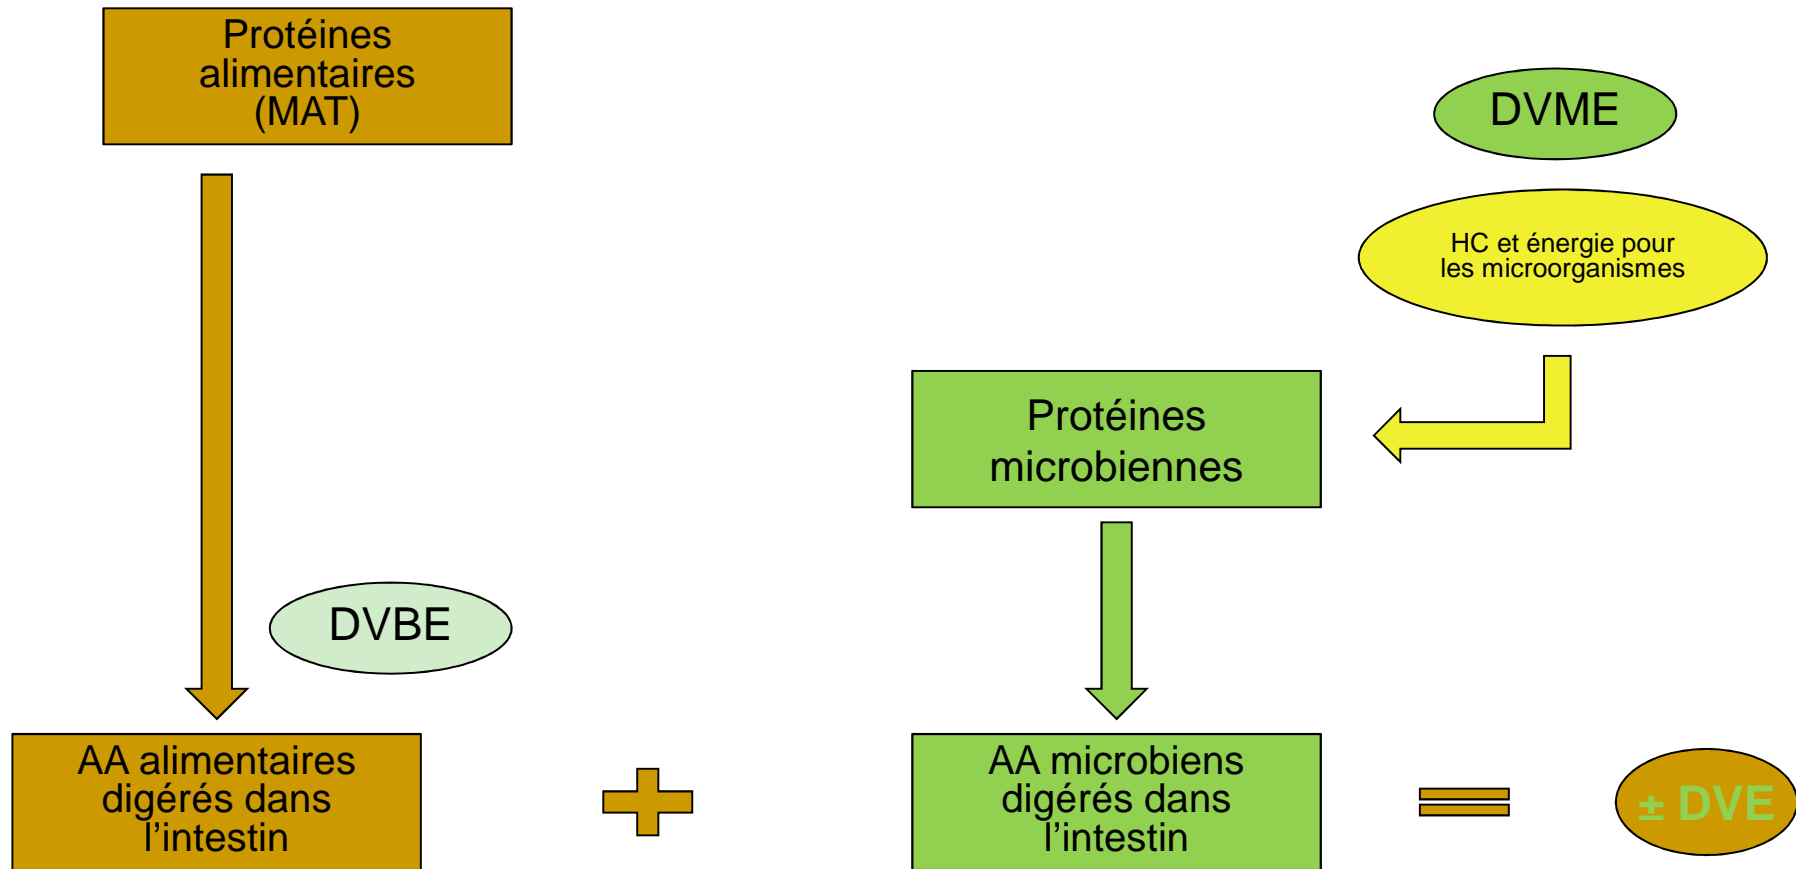 Protéines
alimentaires
(MAT)
DVME
HC et énergie pour
les microorganismes
Protéines
microbiennes
DVBE
AA alimentaires
digérés dans
l’intestin
AA microbiens
digérés dans
l’intestin
± DVE